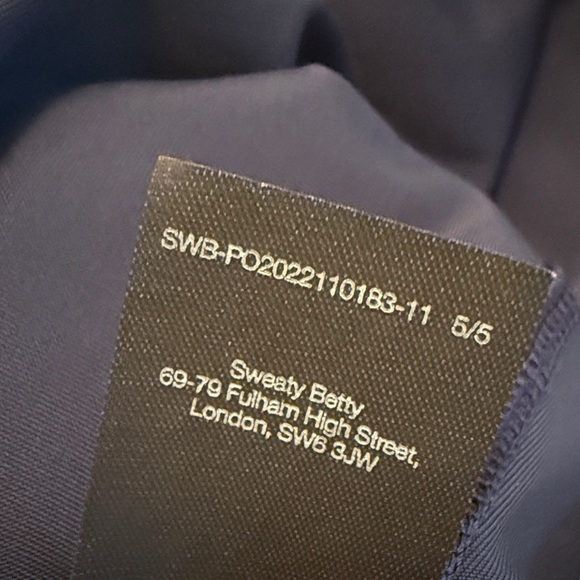 SWB-PO2022110183-11 5/5
Sweaty Betty
69-79 Fulham High Street,
London, SW6 3JW